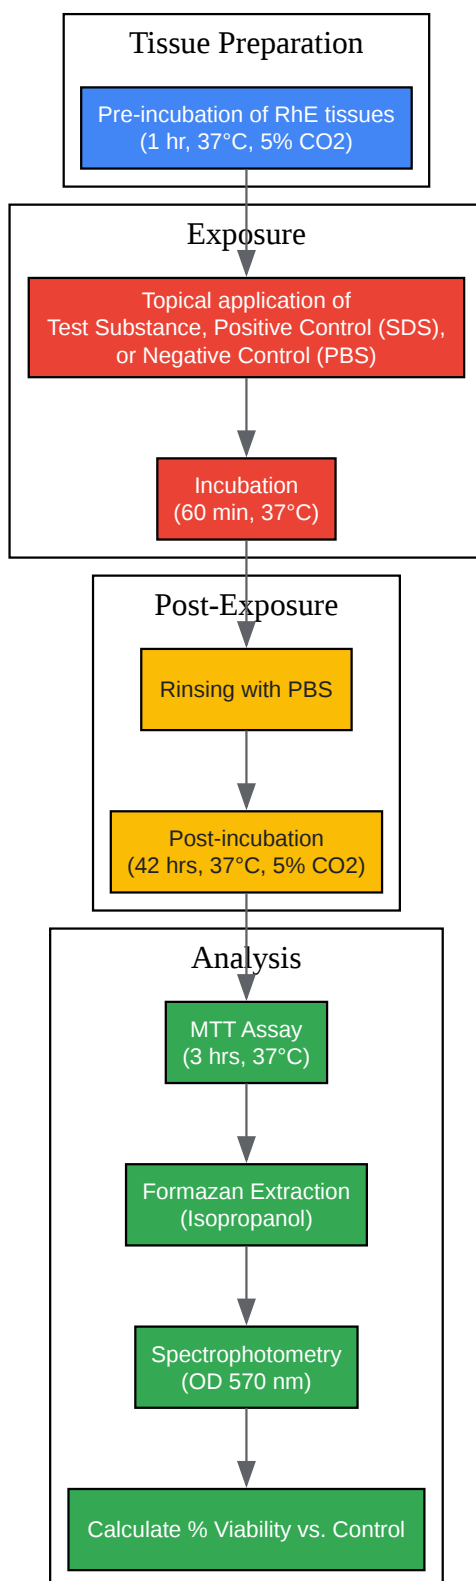 Tissue Preparation
Pre-incubation of RhE tissues
(1 hr, 37°C, 5% CO2)
Exposure
Topical application of
Test Substance, Positive Control (SDS),
or Negative Control (PBS)
Incubation
(60 min, 37°C)
Post-Exposure
Rinsing with PBS
Post-incubation
(42 hrs, 37°C, 5% CO2)
Analysis
MTT Assay
(3 hrs, 37°C)
Formazan Extraction
(Isopropanol)
Spectrophotometry
(OD 570 nm)
Calculate % Viability vs. Control